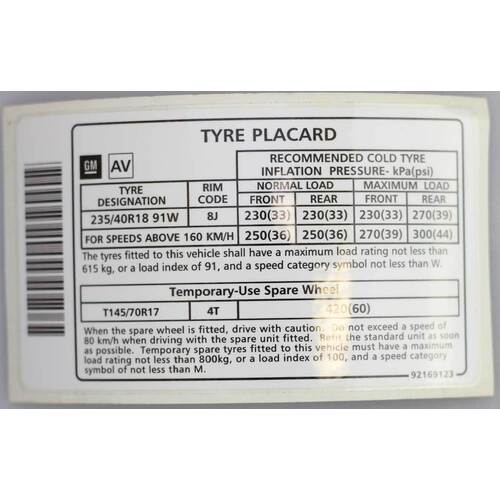 TYRE PLACARD
GM AV
RECOMMENDED COLD TYRE
INFLATION PRESSURE- kPa(psi)
TYRE DESIGNATION RIM CODE NORMAL LOAD MAXIMUM LOAD
FRONT REAR FRONT REAR
235/40R18 91W 8J 230(33) 230(33) 230(33) 270(39)
FOR SPEEDS ABOVE 160 KM/H 250(36) 250(36) 270(39) 300(44)
The tyres fitted to this vehicle shall have a maximum load rating not less than
615 kg, or a load index of 91, and a speed category symbol not less than W.
Temporary-Use Spare Wheel
T145/70R17 4T 420(60)
When the spare wheel is fitted, drive with caution. Do not exceed a speed of
80 km/h when driving with the spare unit fitted. Refit the standard unit as soon
as possible. Temporary spare tyres fitted to this vehicle must have a maximum
load rating not less than 800kg, or a load index of 100, and a speed category
symbol of not less than M.
92169123